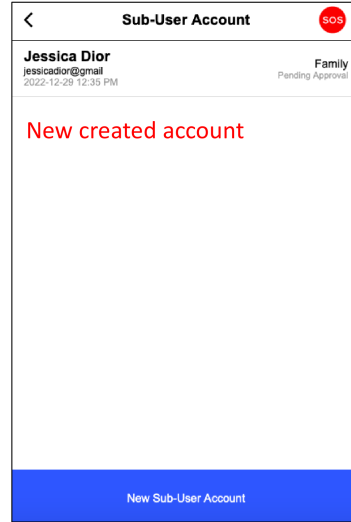 Sub-User Account
SOS
Jessica Dior
Family
jessicadior@gmail
Pending Approval
2022-12-29 12:35 PM
New created account
New Sub-User Account